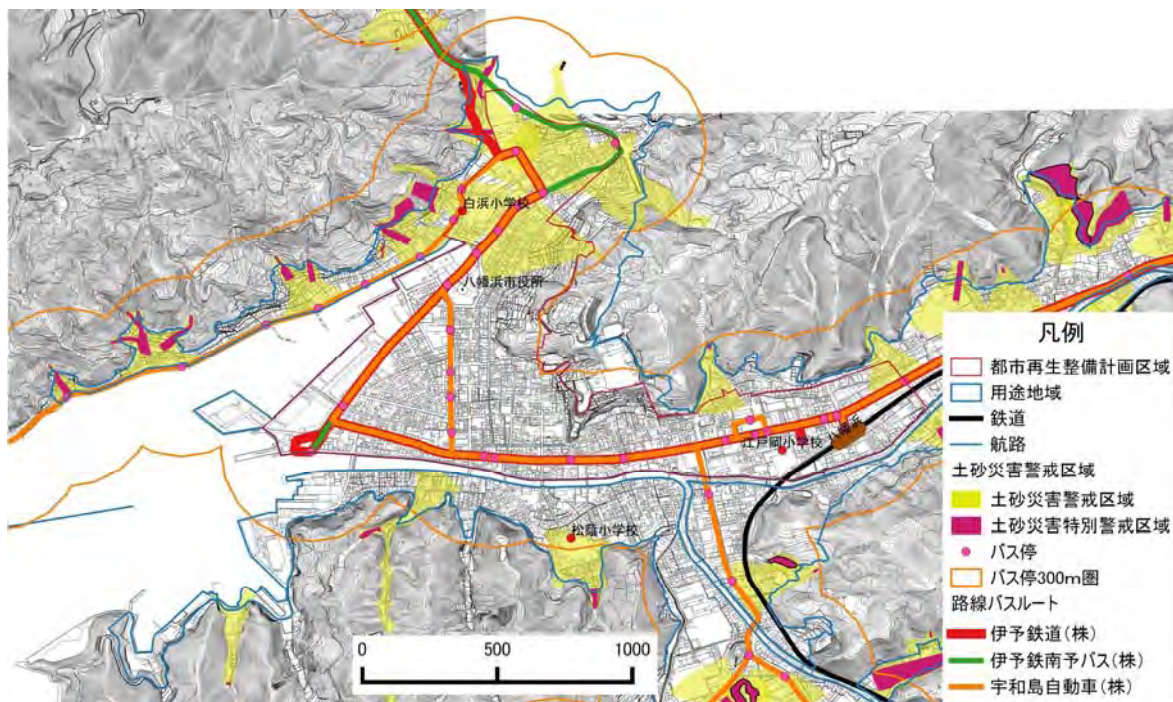 白浜小学校
八幡浜市役所
江戸岡小学校
八幡浜
松蔭小学校
0 500 1000
凡例
都市再生整備計画区域
用途地域
鉄道
航路
土砂災害警戒区域
土砂災害警戒区域
土砂災害特別警戒区域
バス停
バス停300m圏
路線バスルート
伊予鉄道(株)
伊予鉄南予バス(株)
宇和島自動車(株)